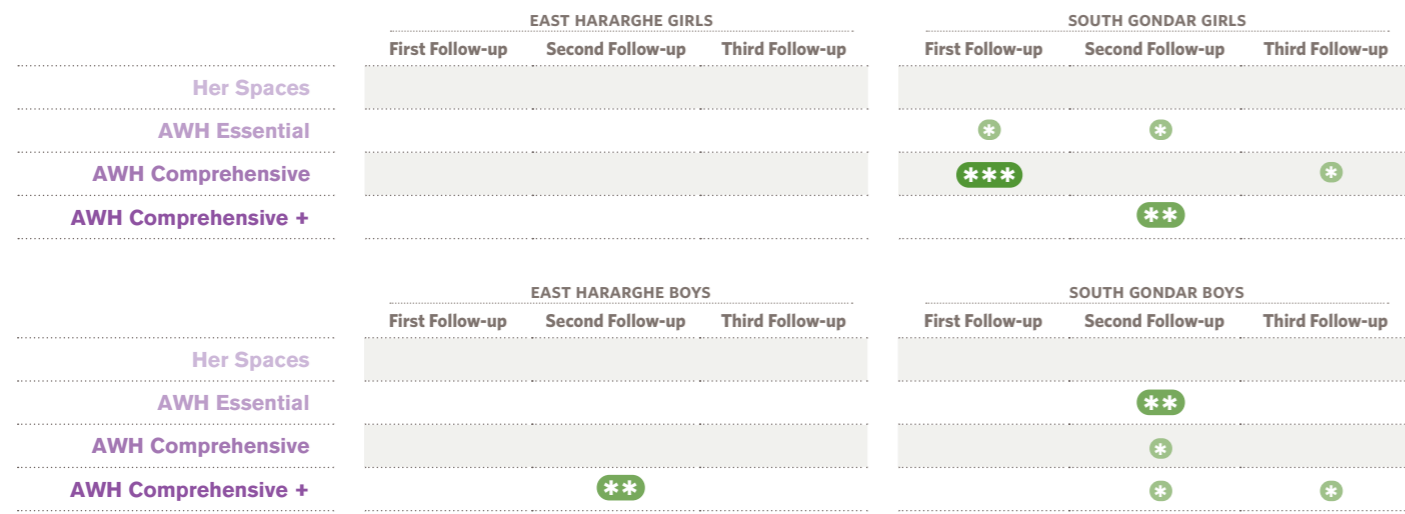 EAST HARARGHE GIRLS SOUTH GONDAR GIRLS
First Follow-up Second Follow-up Third Follow-up First Follow-up Second Follow-up Third Follow-up
Her Spaces
AWH Essential * *
AWH Comprehensive *** *
AWH Comprehensive + **
EAST HARARGHE BOYS SOUTH GONDAR BOYS
First Follow-up Second Follow-up Third Follow-up First Follow-up Second Follow-up Third Follow-up
Her Spaces
AWH Essential **
AWH Comprehensive *
AWH Comprehensive + ** * *